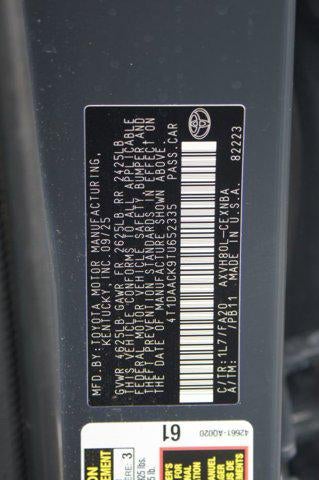 MFD.BY:TOYOTA MOTOR MANUFACTURING,
KENTUCKY, INC. 09/25
GVWR 4625LB GAWR FR 2625LB RR 2425LB
THIS VEHICLE CONFORMS TO ALL APPLICABLE
FEDERAL MOTOR VEHICLE SAFETY, BUMPER, AND
THEFT PREVENTION STANDARDS IN EFFECT ON
THE DATE OF MANUFACTURE SHOWN ABOVE.
4T1DAACK9TU652335 PASS.CAR
C/TR:1L7/FA20 AXVH80L-CEXNBA
A/TM: /PB11 MADE IN U.S.A.
82223
61
42661-A0020
3